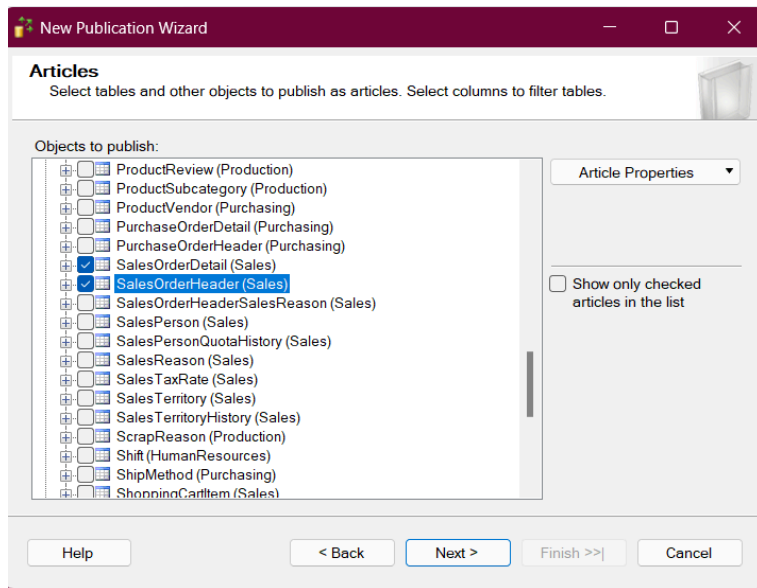 New Publication Wizard
Articles
Select tables and other objects to publish as articles. Select columns to filter tables.
Objects to publish:
ProductReview (Production)
ProductSubcategory (Production)
ProductVendor (Purchasing)
PurchaseOrderDetail (Purchasing)
PurchaseOrderHeader (Purchasing)
SalesOrderDetail (Sales)
SalesOrderHeader (Sales)
SalesOrderHeaderSalesReason (Sales)
SalesPerson (Sales)
SalesPersonQuotaHistory (Sales)
SalesReason (Sales)
SalesTaxRate (Sales)
SalesTerritory (Sales)
SalesTerritoryHistory (Sales)
ScrapReason (Production)
Shift (HumanResources)
ShipMethod (Purchasing)
ShoppingCartItem (Sales)
Article Properties
Show only checked
articles in the list
Help
< Back
Next >
Finish >>|
Cancel